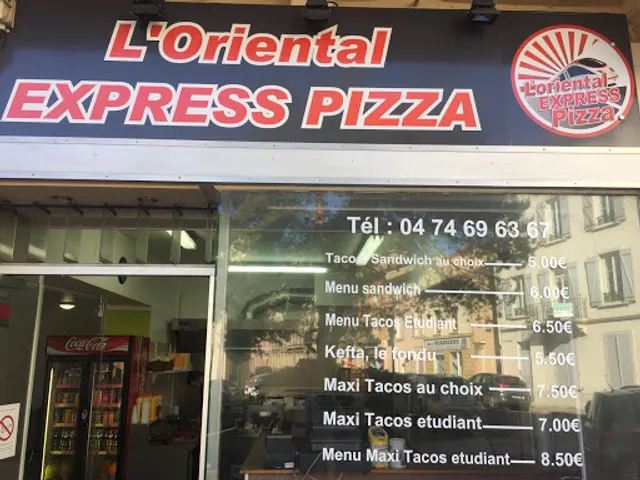 L'Oriental
EXPRESS PIZZA
L'oriental
EXPRESS
Pizza
Tél : 04 74 69 63 67
Tacos Sandwich au choix 5.00€
Menu sandwich 6.00€
Menu Tacos Etudiant 6.50€
Kefta, le fondu 5.50€
Maxi Tacos au choix 7.50€
Maxi Tacos etudiant 7.00€
Menu Maxi Tacos etudiant 8.50€
Coca-Cola